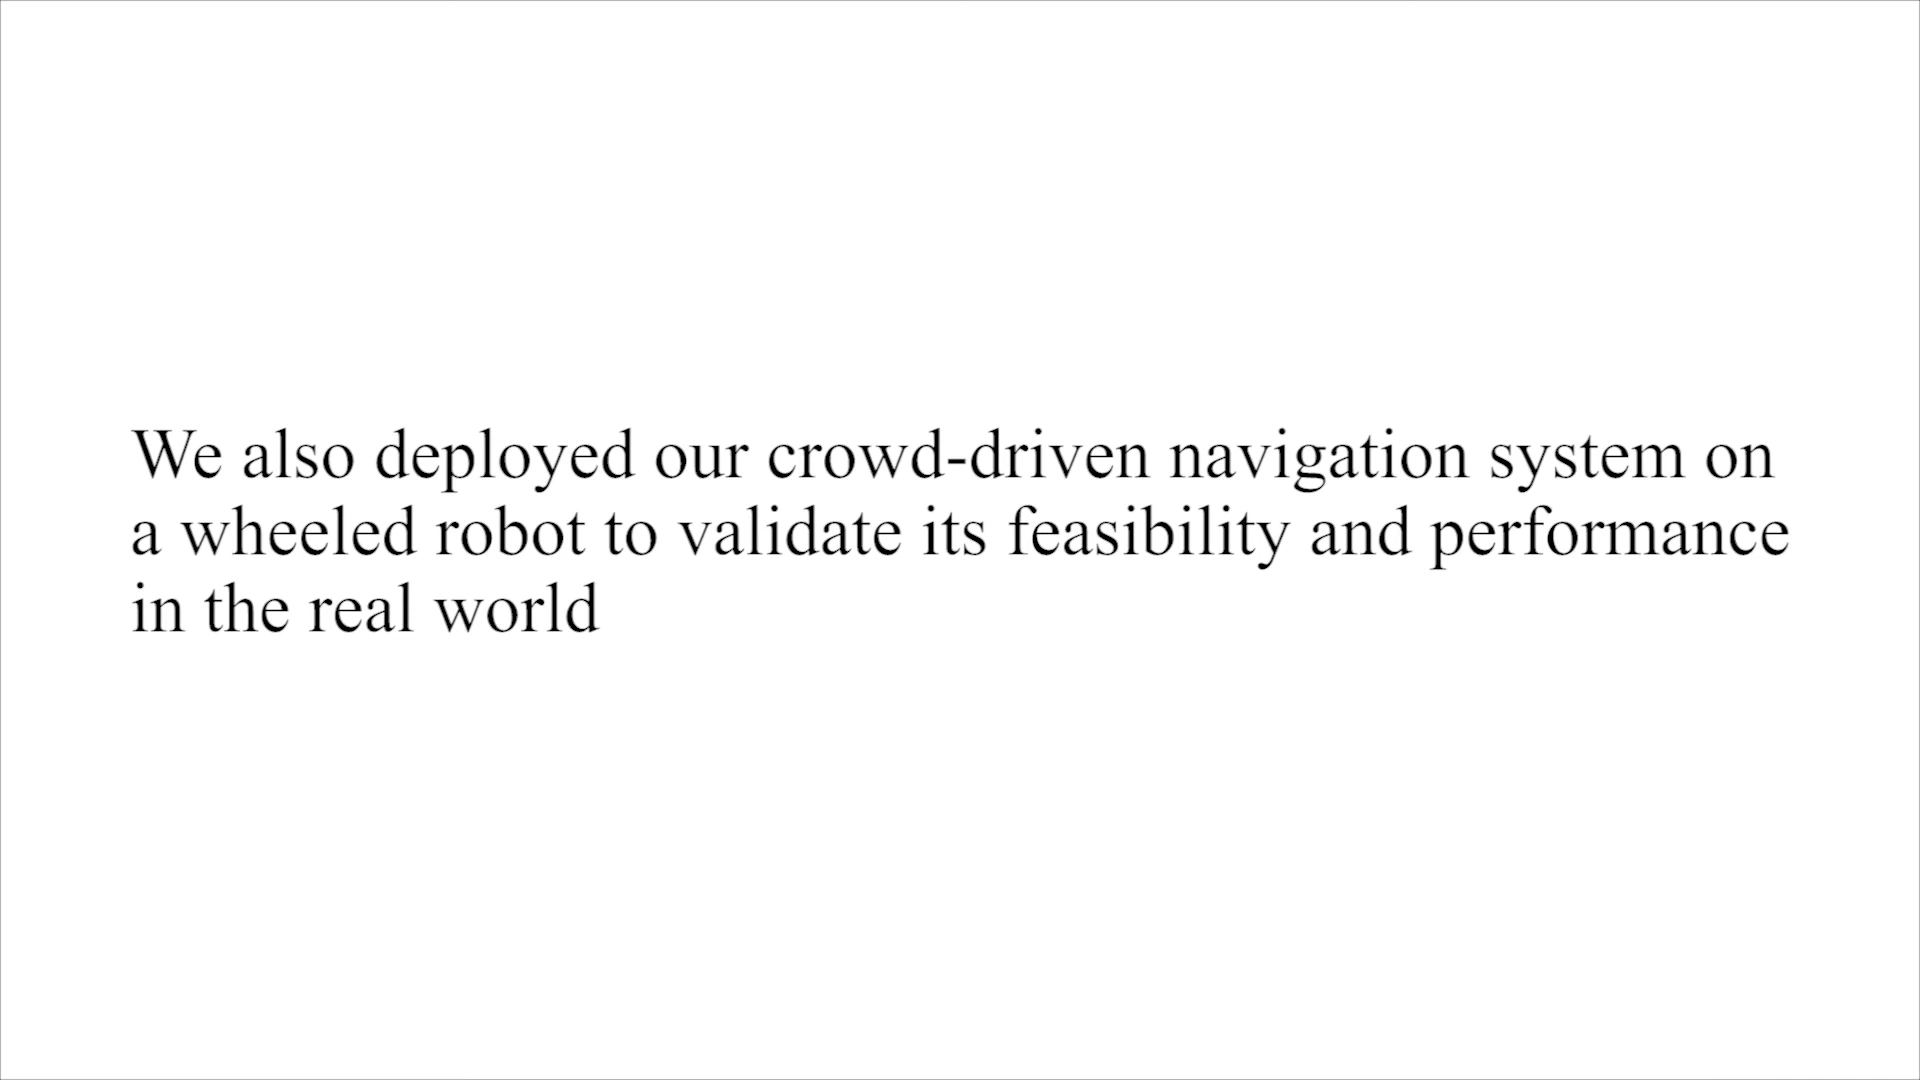 We also deployed our crowd-driven navigation system on
a wheeled robot to validate its feasibility and performance
in the real world